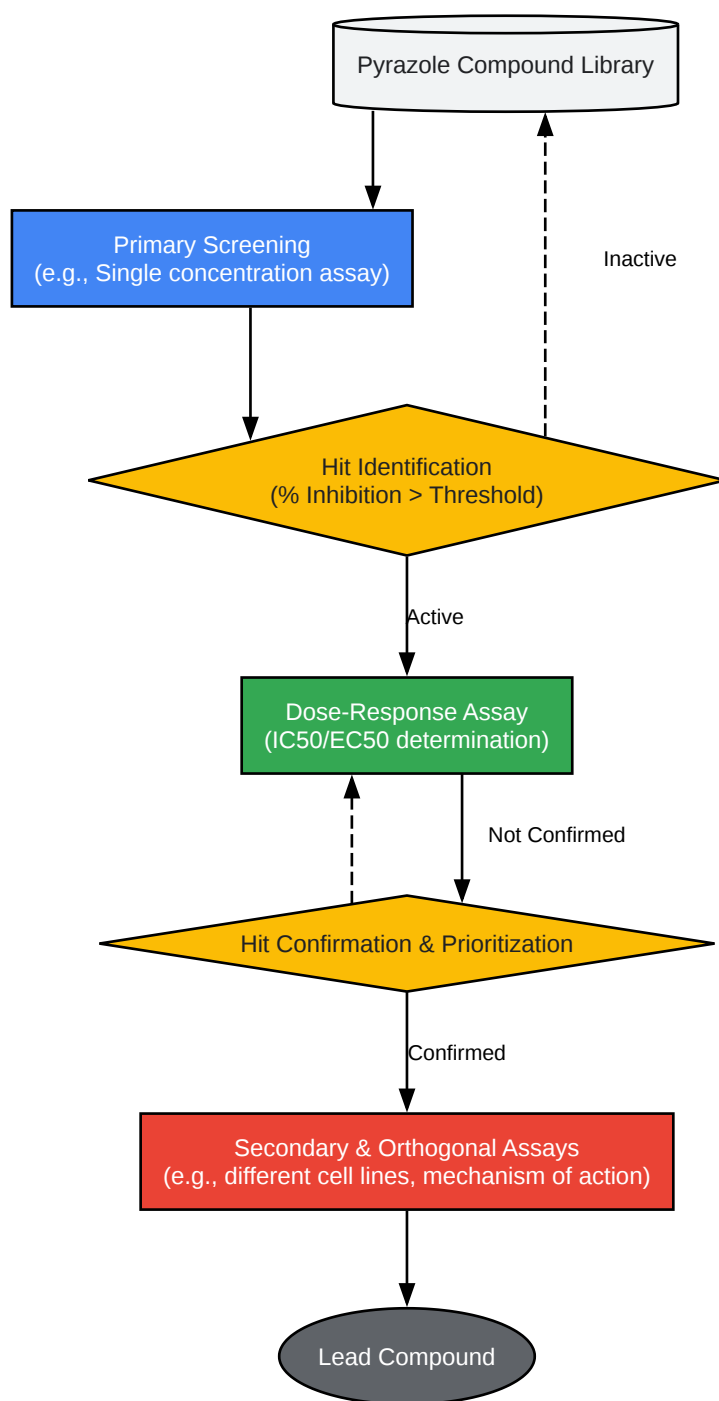 Pyrazole Compound Library
Primary Screening
(e.g., Single concentration assay)
Inactive
Hit Identification
(% Inhibition > Threshold)
Active
Dose-Response Assay
(IC50/EC50 determination)
Not Confirmed
Hit Confirmation & Prioritization
Confirmed
Secondary & Orthogonal Assays
(e.g., different cell lines, mechanism of action)
Lead Compound